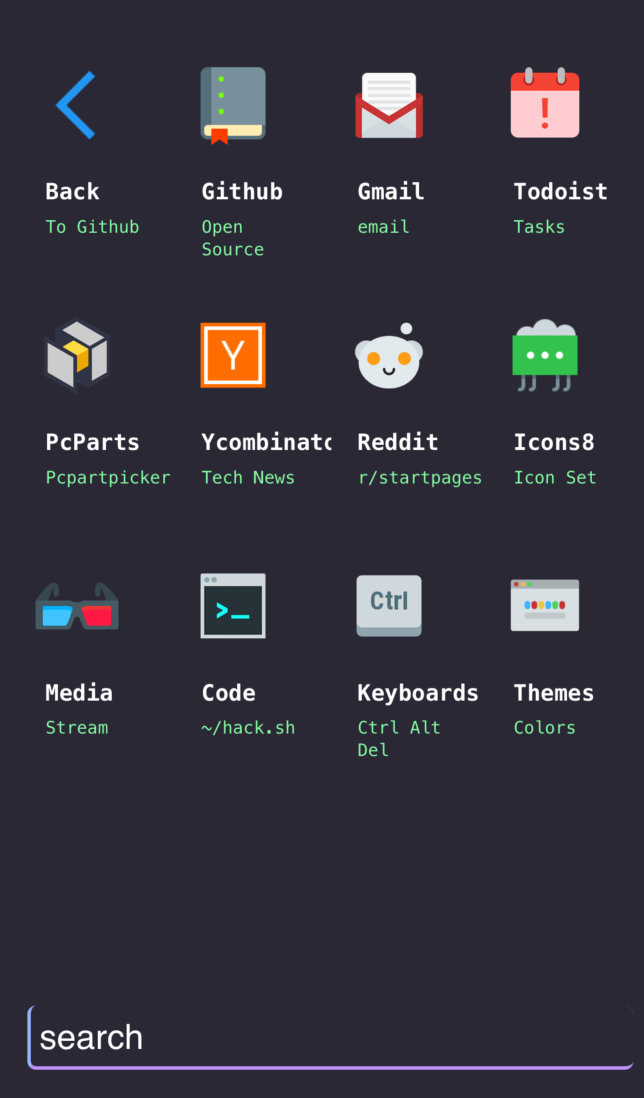 Back
Github
Gmail
Todoist
To Github
Open
Source
email
Tasks
Y
PcParts
Ycombinato
Reddit
Icons8
Pcpartpicker
Tech News
r/startpages
Icon Set
>_
Ctrl
Media
Code
Keyboards
Themes
Stream
~/hack.sh
Ctrl Alt
Del
Colors
search